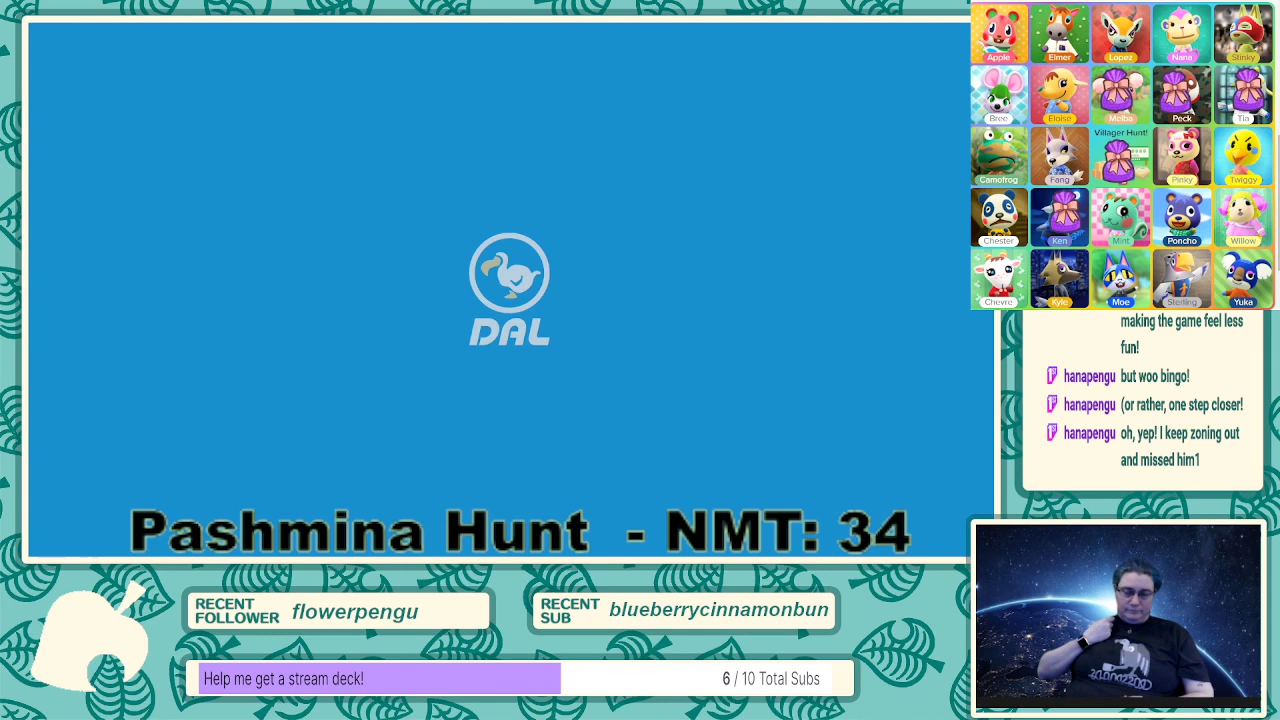 DAL
Pashmina Hunt - NMT: 34
Apple Elmer Lopez Nana Stinky
Bree Eloise Melba Peck Tia
Villager Hunt!
Camofrog Fang Pinky Twiggy
Chester Ken Mint Poncho Willow
Chevre Kyle Moe Sterling Yuka
making the game feel less
fun!
hanapengu but woo bingo!
hanapengu (or rather, one step closer!
hanapengu oh, yep! I keep zoning out
and missed him1
RECENT FOLLOWER flowerpengu
RECENT SUB blueberrycinnamonbun
Help me get a stream deck! 6 / 10 Total Subs